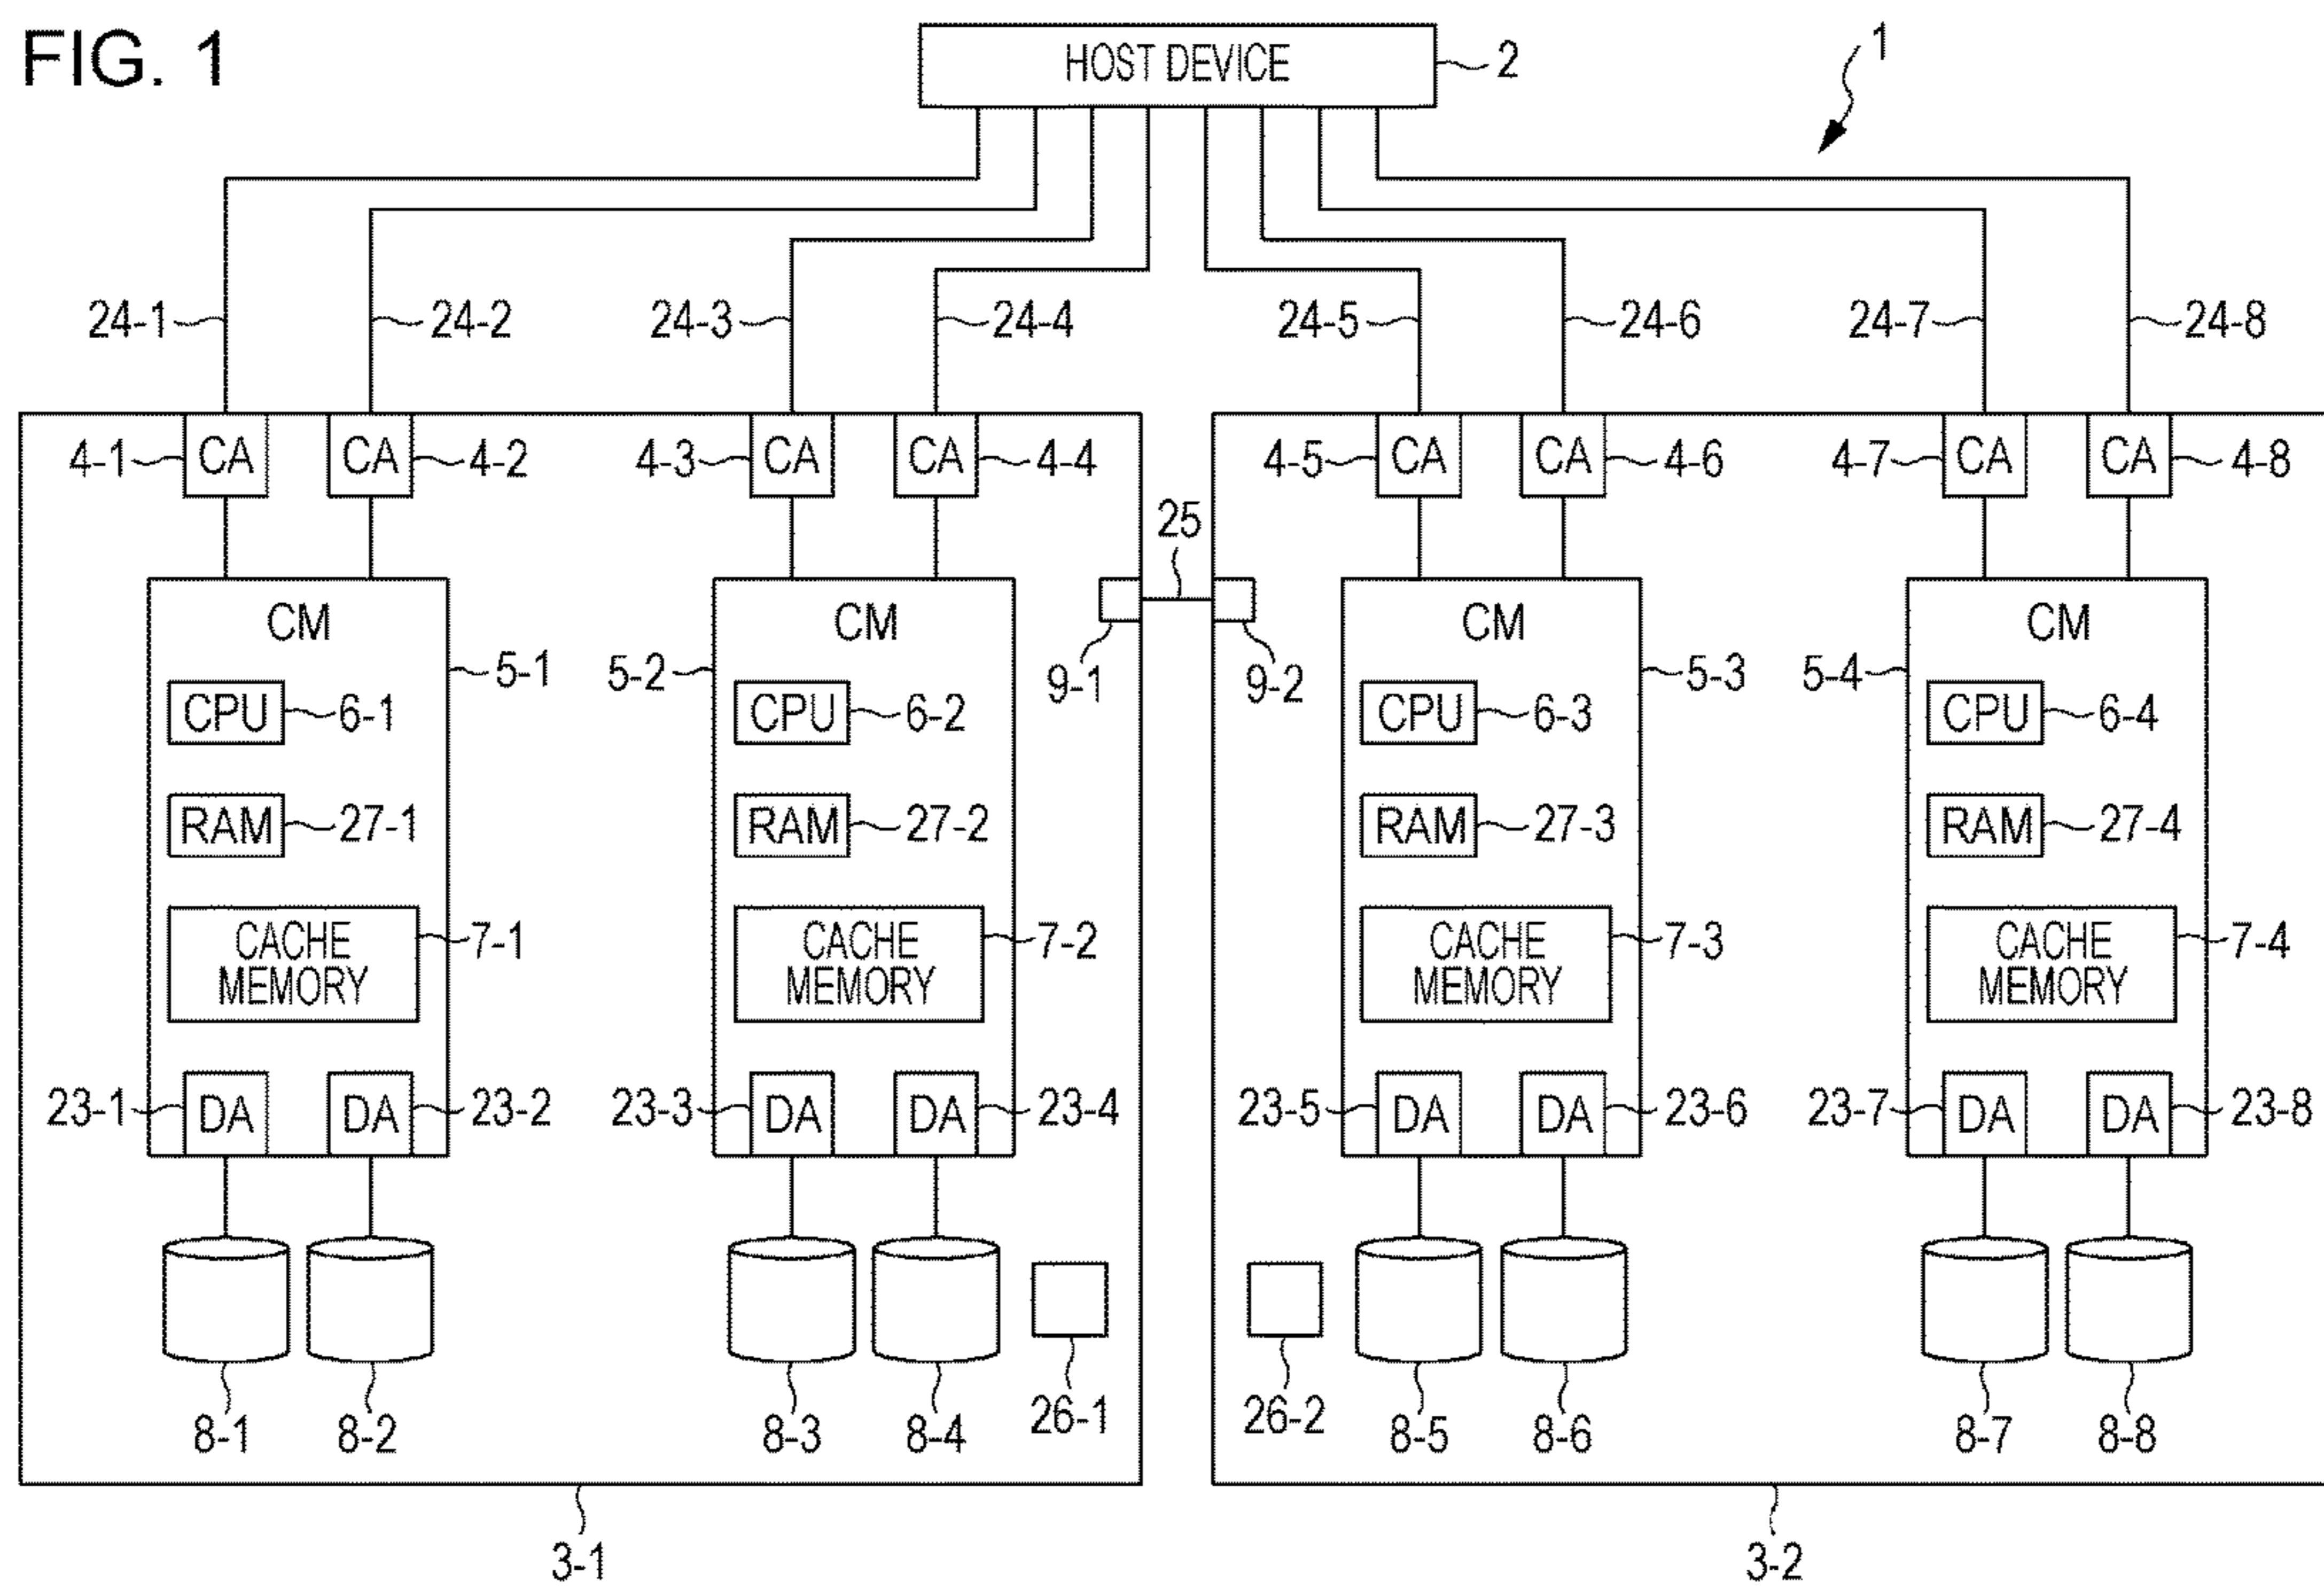 FIG. 1
HOST DEVICE
2
1
24-1
24-2
24-3
24-4
24-5
24-6
24-7
24-8
4-1
CA
CA
4-2
4-3
CA
CA
4-4
4-5
CA
CA
4-6
4-7
CA
CA
4-8
25
CM
CM
CM
CM
5-1
5-2
9-1
9-2
5-3
5-4
CPU
6-1
CPU
6-2
CPU
6-3
CPU
6-4
RAM
27-1
RAM
27-2
RAM
27-3
RAM
27-4
CACHE
MEMORY
7-1
CACHE
MEMORY
7-2
CACHE
MEMORY
7-3
CACHE
MEMORY
7-4
23-1
DA
DA
23-2
23-3
DA
DA
23-4
23-5
DA
DA
23-6
23-7
DA
DA
23-8
8-1
8-2
8-3
8-4
26-1
26-2
8-5
8-6
8-7
8-8
3-1
3-2